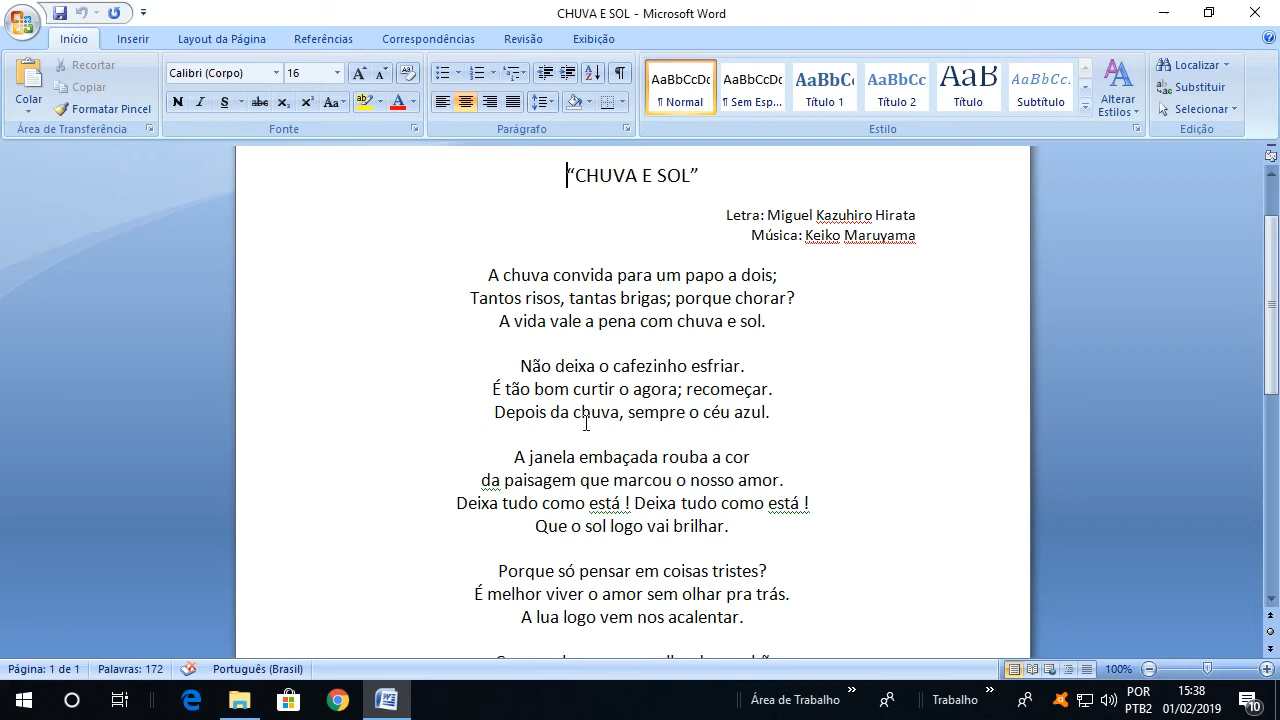 CHUVA E SOL - Microsoft Word
Início Inserir Layout da Página Referências Correspondências Revisão Exibição
Colar
Recortar
Copiar
Formatar Pincel
Área de Transferência
Calibri (Corpo) 16
N I S abc X₂ X² Aa A
Fonte
Parágrafo
AaBbCcDc AaBbCcDc AaBbCc AaBbCc AaB AaBbCc.
¶ Normal ¶ Sem Esp... Título 1 Título 2 Título Subtítulo
Alterar
Estilos
Estilo
Localizar
Substituir
Selecionar
Edição
“CHUVA E SOL”
Letra: Miguel Kazuhiro Hirata
Música: Keiko Maruyama
A chuva convida para um papo a dois;
Tantos risos, tantas brigas; porque chorar?
A vida vale a pena com chuva e sol.
Não deixa o cafezinho esfriar.
É tão bom curtir o agora; recomeçar.
Depois da chuva, sempre o céu azul.
A janela embaçada rouba a cor
da paisagem que marcou o nosso amor.
Deixa tudo como está ! Deixa tudo como está !
Que o sol logo vai brilhar.
Porque só pensar em coisas tristes?
É melhor viver o amor sem olhar pra trás.
A lua logo vem nos acalentar.
Página: 1 de 1 Palavras: 172 Português (Brasil) 100%
Área de Trabalho » Trabalho » POR
PTB2
15:38
01/02/2019
10